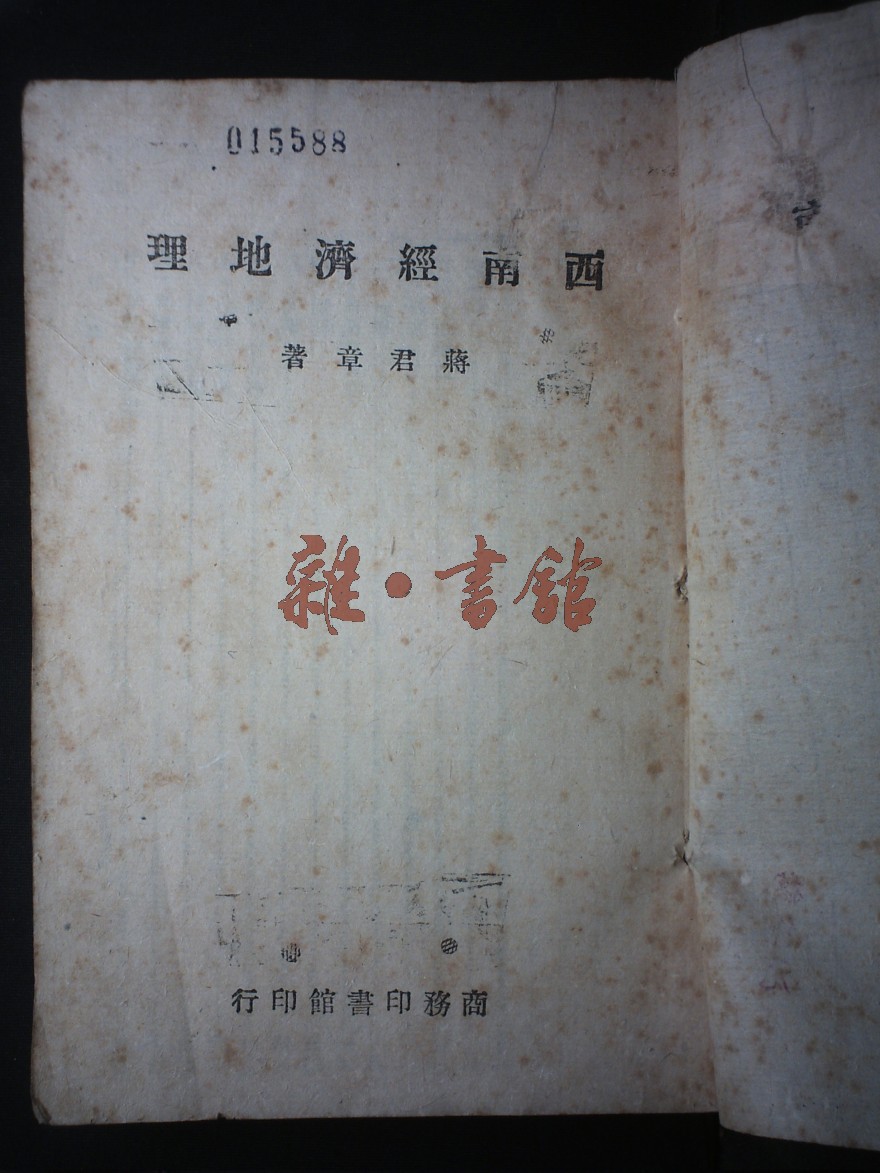 015588
西南經濟地理
蔣君章著
雜·書館
商務印書館印行